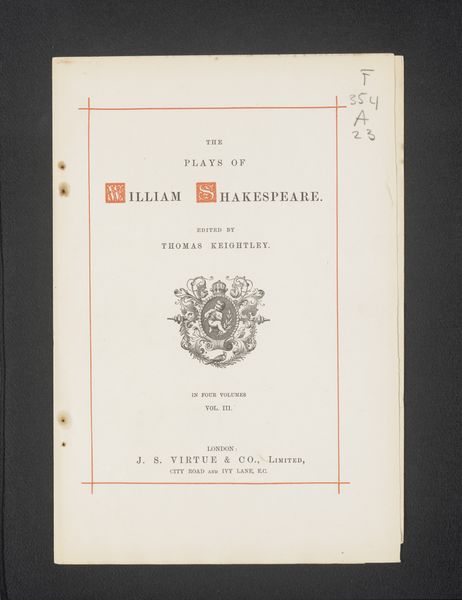 F
354
A
23
THE
PLAYS OF
WILLIAM SHAKESPEARE.
EDITED BY
THOMAS KEIGHTLEY.
IN FOUR VOLUMES
VOL. III.
LONDON:
J. S. VIRTUE & CO., LIMITED,
CITY ROAD AND IVY LANE, E.C.